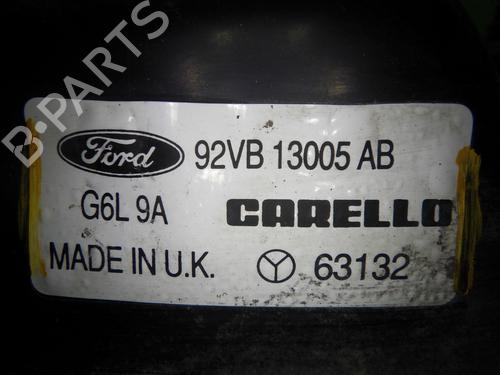 B-PARTS
Ford 92VB 13005 AB
G6L 9A CARELLO
MADE IN U.K. 63132